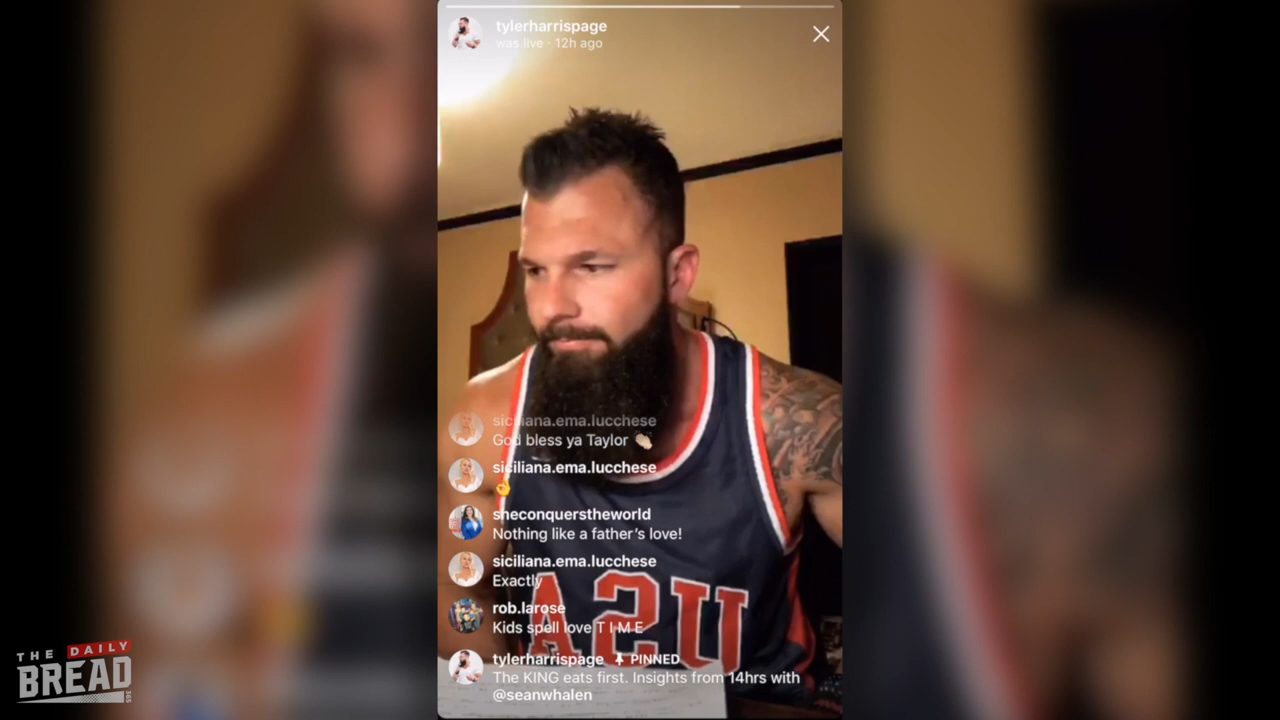 tylerharrispage
was live · 12h ago
siciliana.ema.lucchese
God bless ya Taylor 👏🏻
siciliana.ema.lucchese
👌
sneconquerstheworld
Nothing like a father's love!
siciliana.ema.lucchese
Exactly
rob.larose
Kids spell love T I M E
USA
tylerharrispage PINNED
The KING eats first. Insights from 14hrs with
@seanwhalen
THE DAILY
BREAD
365